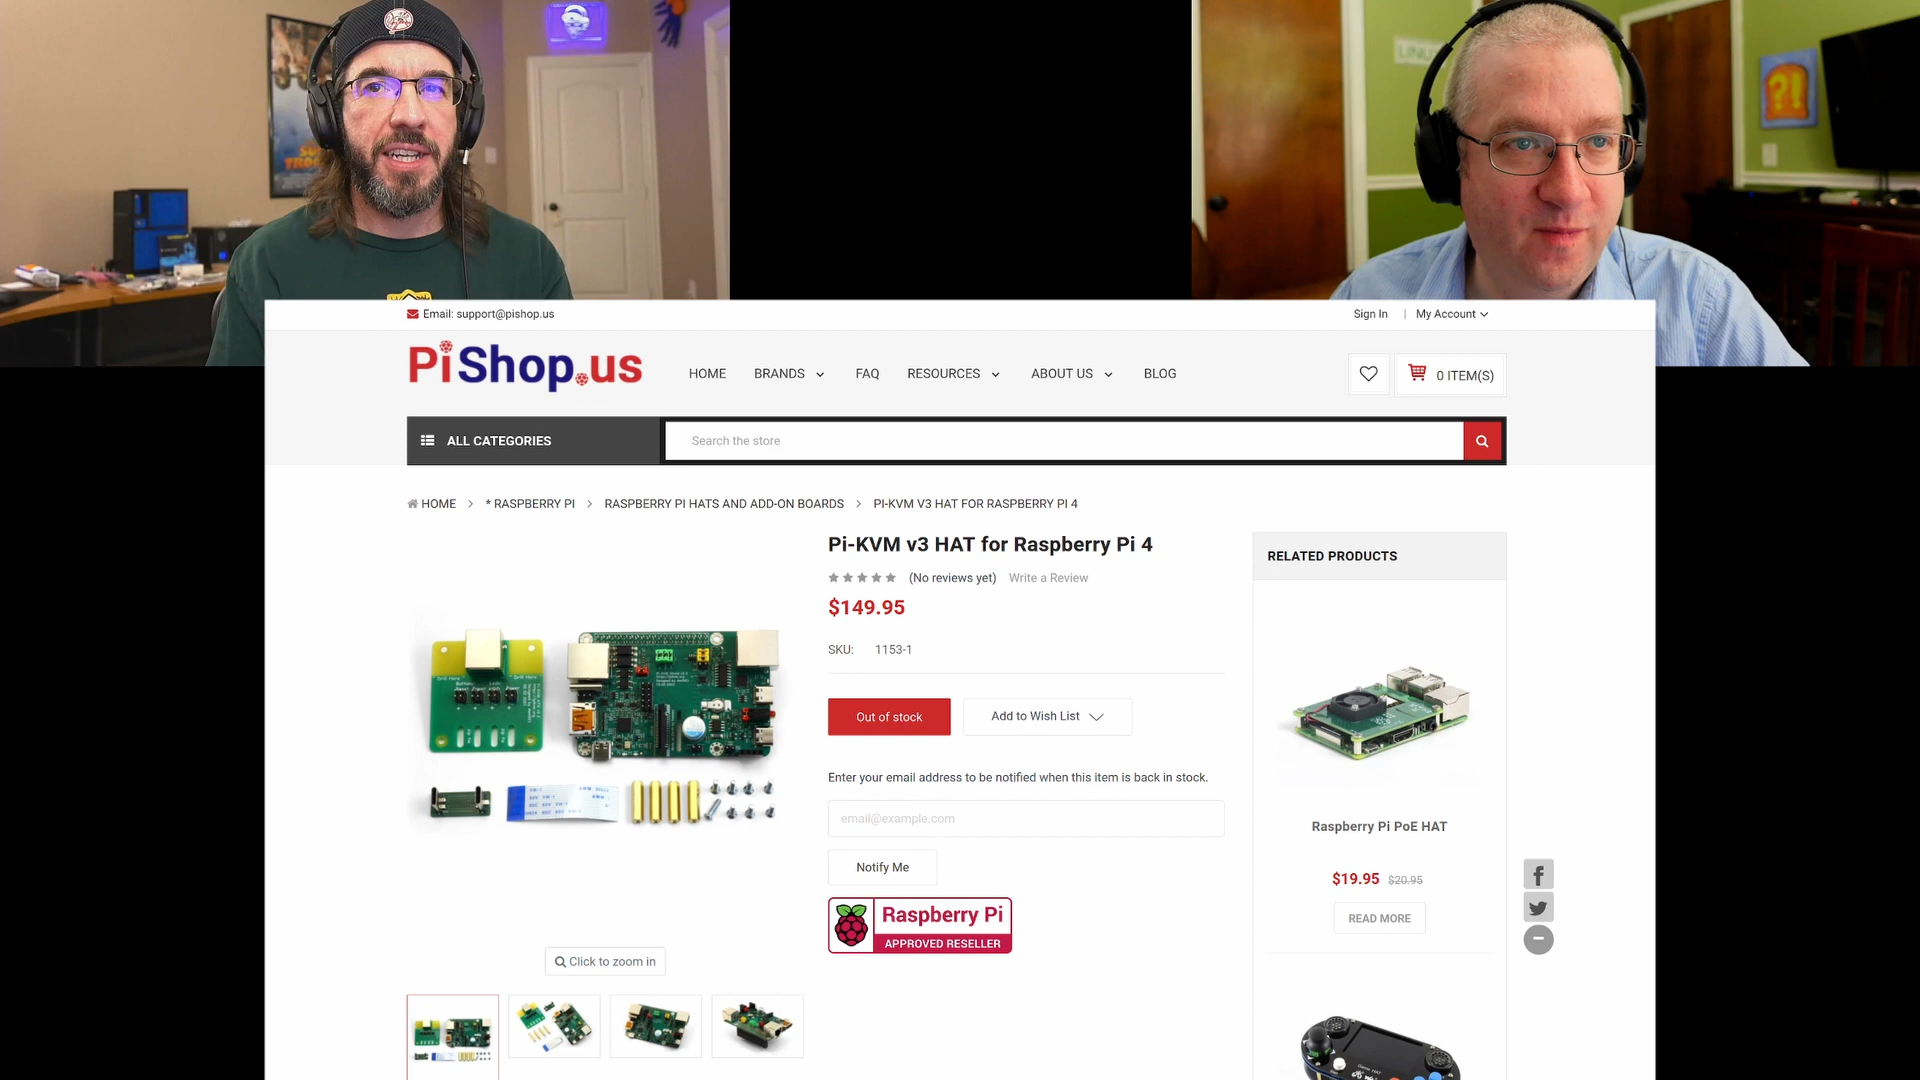 LINU
?!
Email: support@pishop.us
Sign In | My Account
PiShop.us
HOME BRANDS FAQ RESOURCES ABOUT US BLOG
0 ITEM(S)
ALL CATEGORIES
Search the store
HOME > * RASPBERRY PI > RASPBERRY PI HATS AND ADD-ON BOARDS > PI-KVM V3 HAT FOR RASPBERRY PI 4
Pi-KVM v3 HAT for Raspberry Pi 4
(No reviews yet) Write a Review
$149.95
SKU: 1153-1
Out of stock
Add to Wish List
Enter your email address to be notified when this item is back in stock.
email@example.com
Notify Me
Raspberry Pi
APPROVED RESELLER
Click to zoom in
RELATED PRODUCTS
Raspberry Pi PoE HAT
$19.95 $20.95
READ MORE